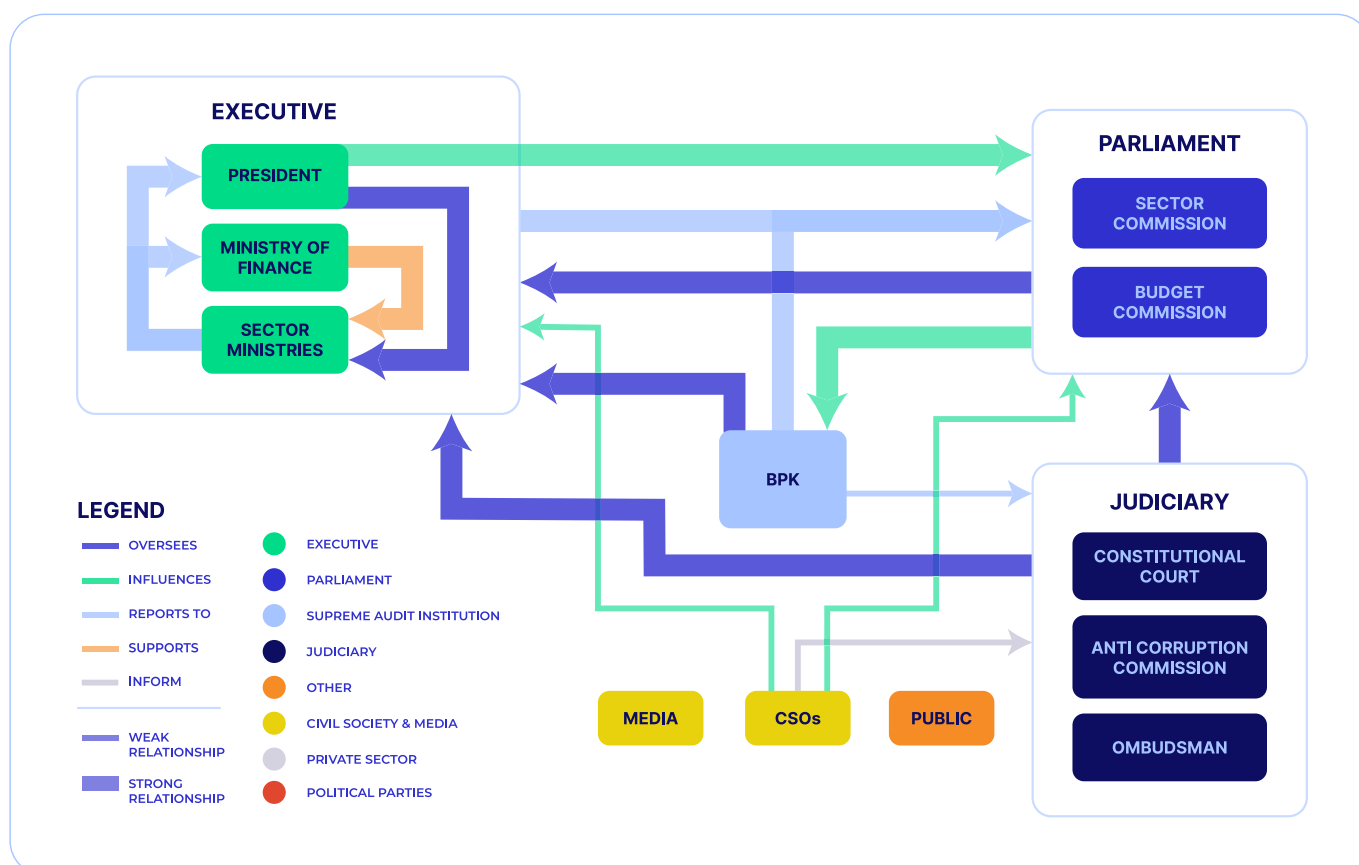 EXECUTIVE
PRESIDENT
MINISTRY OF
FINANCE
SECTOR
MINISTRIES
PARLIAMENT
SECTOR
COMMISSION
BUDGET
COMMISSION
BPK
JUDICIARY
CONSTITUTIONAL
COURT
ANTI CORRUPTION
COMMISSION
OMBUDSMAN
MEDIA
CSOs
PUBLIC
LEGEND
OVERSEES
INFLUENCES
REPORTS TO
SUPPORTS
INFORM
WEAK
RELATIONSHIP
STRONG
RELATIONSHIP
EXECUTIVE
PARLIAMENT
SUPREME AUDIT INSTITUTION
JUDICIARY
OTHER
CIVIL SOCIETY & MEDIA
PRIVATE SECTOR
POLITICAL PARTIES